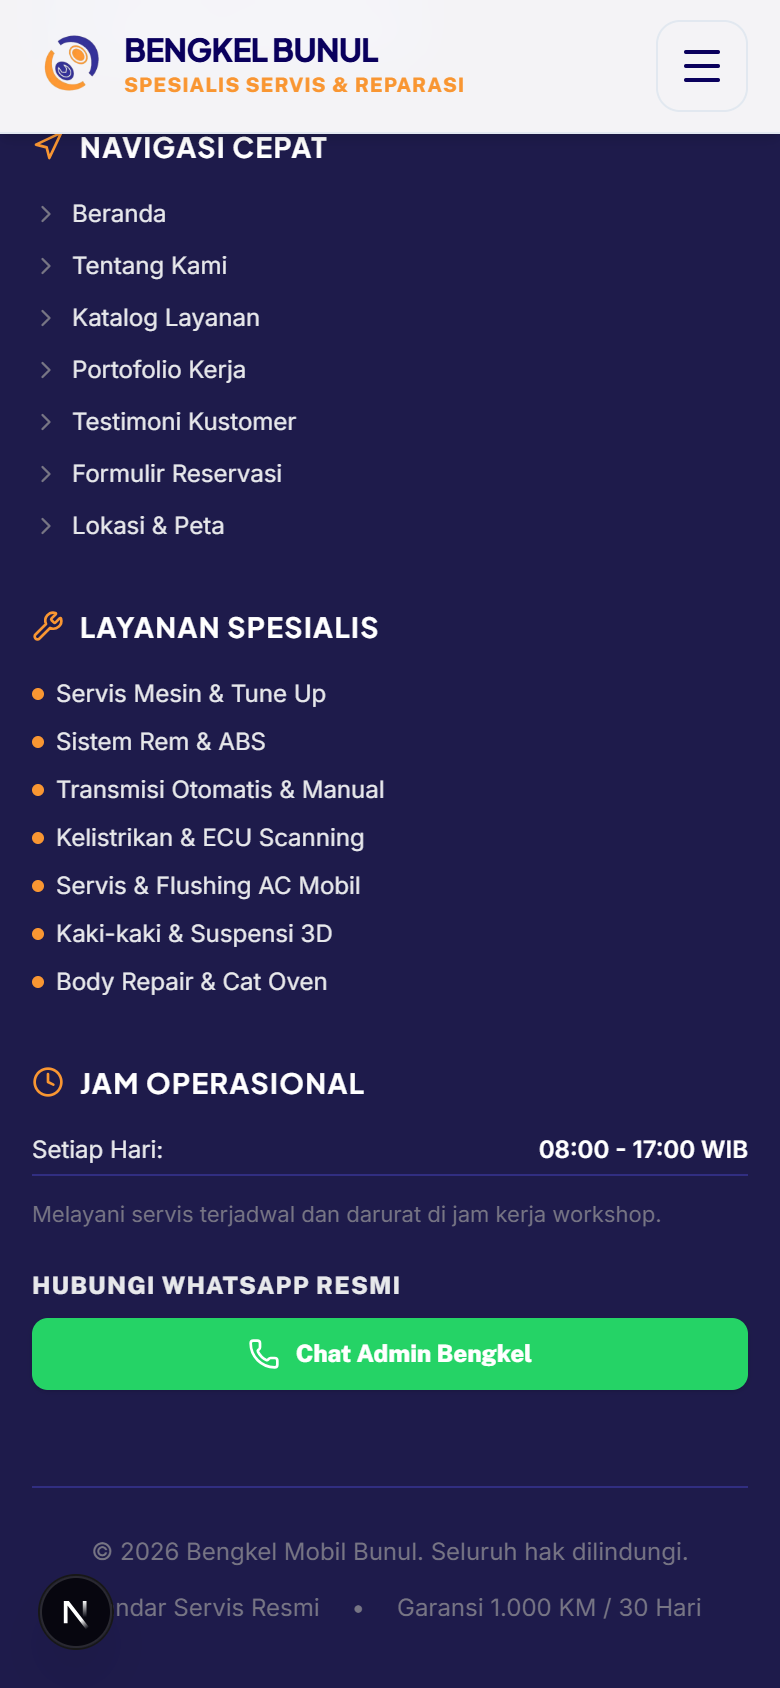 BENGKEL BUNUL
SPESIALIS SERVIS & REPARASI
NAVIGASI CEPAT
Beranda
Tentang Kami
Katalog Layanan
Portofolio Kerja
Testimoni Kustomer
Formulir Reservasi
Lokasi & Peta
LAYANAN SPESIALIS
Servis Mesin & Tune Up
Sistem Rem & ABS
Transmisi Otomatis & Manual
Kelistrikan & ECU Scanning
Servis & Flushing AC Mobil
Kaki-kaki & Suspensi 3D
Body Repair & Cat Oven
JAM OPERASIONAL
Setiap Hari: 08:00 - 17:00 WIB
Melayani servis terjadwal dan darurat di jam kerja workshop.
HUBUNGI WHATSAPP RESMI
Chat Admin Bengkel
© 2026 Bengkel Mobil Bunul. Seluruh hak dilindungi.
N ndar Servis Resmi • Garansi 1.000 KM / 30 Hari